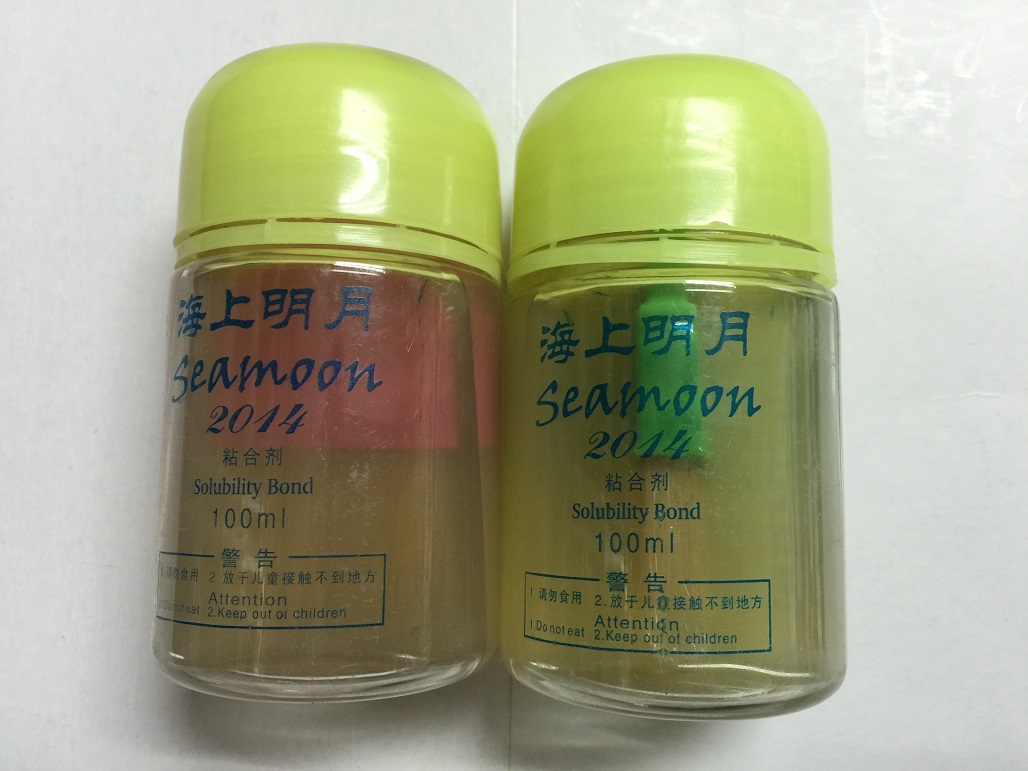 海上明月
Seamoon
2014
粘合剂
Solubility Bond
100ml
警告
请勿食用 2.放于儿童接触不到地方
Attention
Do not eat 2.Keep out of children
海上明月
Seamoon
2014
粘合剂
Solubility Bond
100ml
警告
1 请勿食用 2.放于儿童接触不到地方
Attention
1.Do not eat 2.Keep out of children